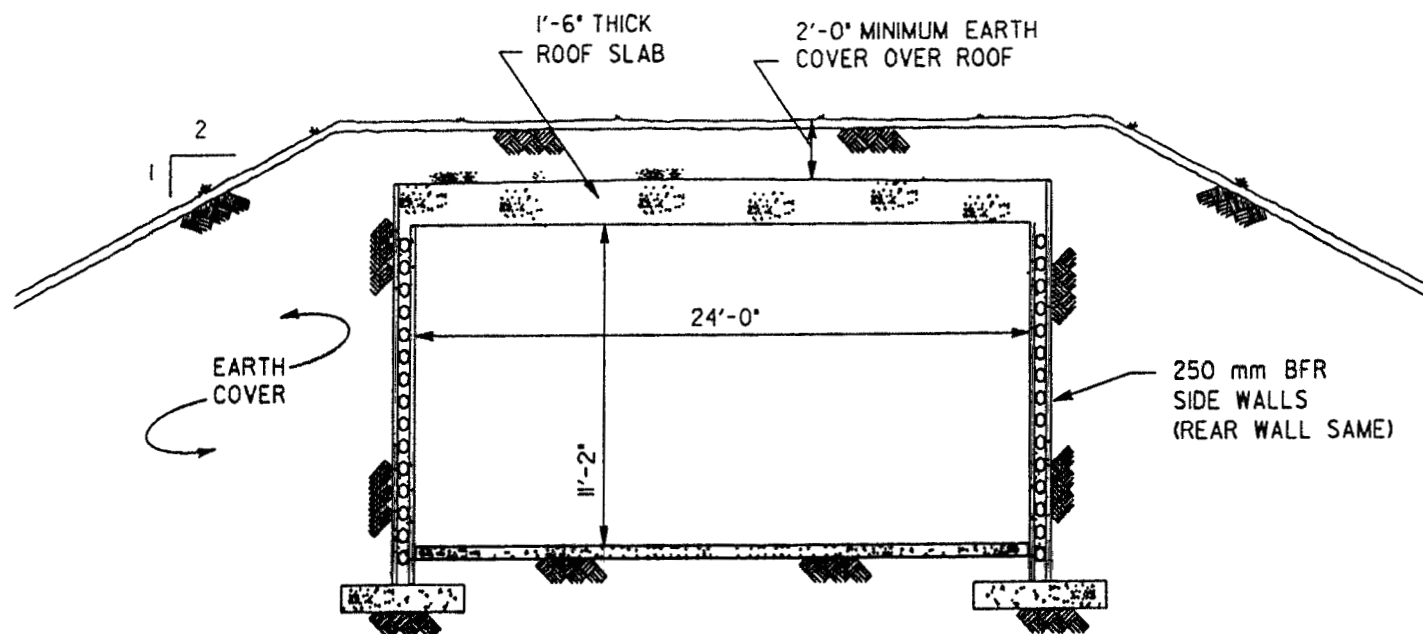 1'-6" THICK
ROOF SLAB
2'-0" MINIMUM EARTH
COVER OVER ROOF
2
1
24'-0"
EARTH
COVER
11'-2"
250 mm BFR
SIDE WALLS
(REAR WALL SAME)